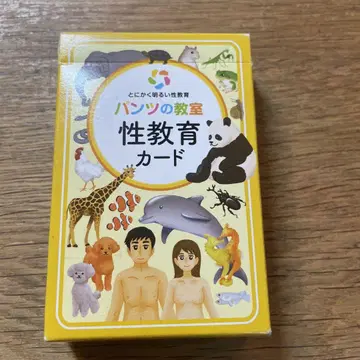 とにかく明るい性教育
パンツの教室
性教育
カード